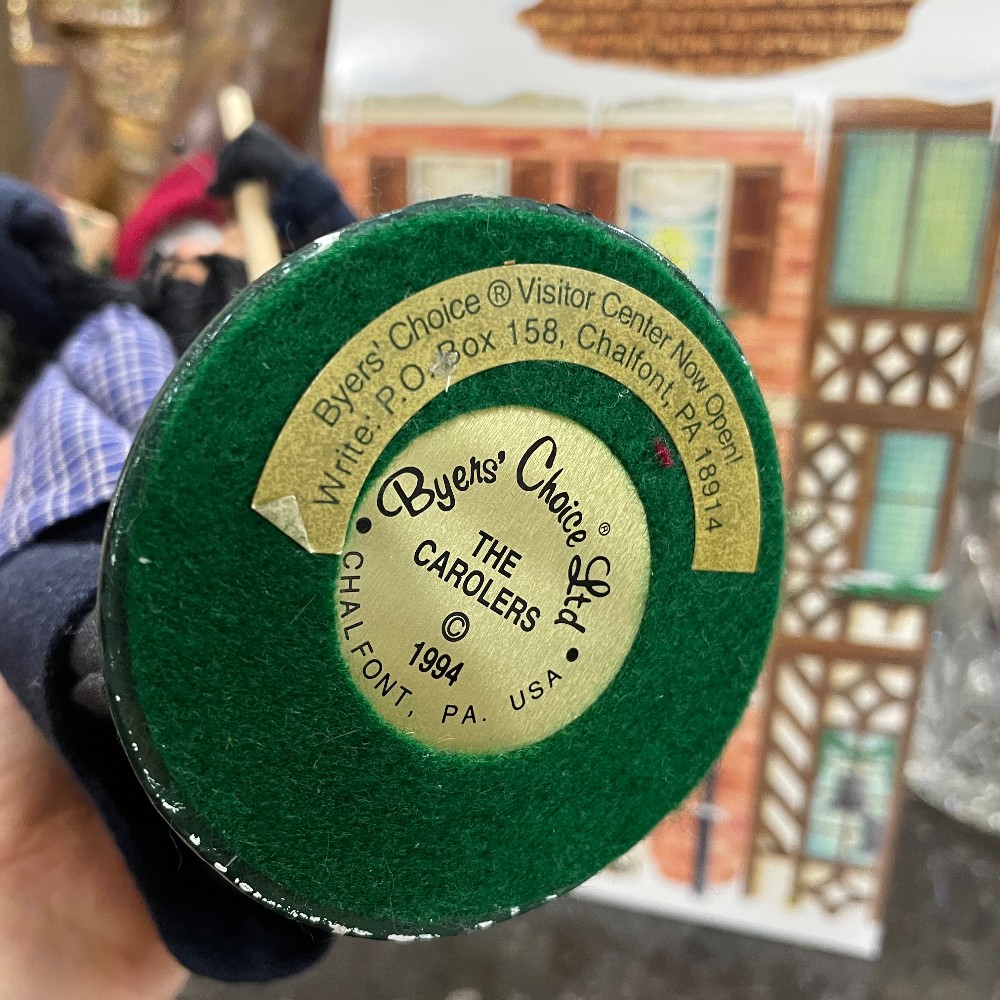 Byers' Choice ® Visitor Center Now Open!
Write: P.O. Box 158, Chalfont, PA 18914
Byers' Choice Ltd ®
THE
CAROLERS
©
1994
CHALFONT, PA. USA